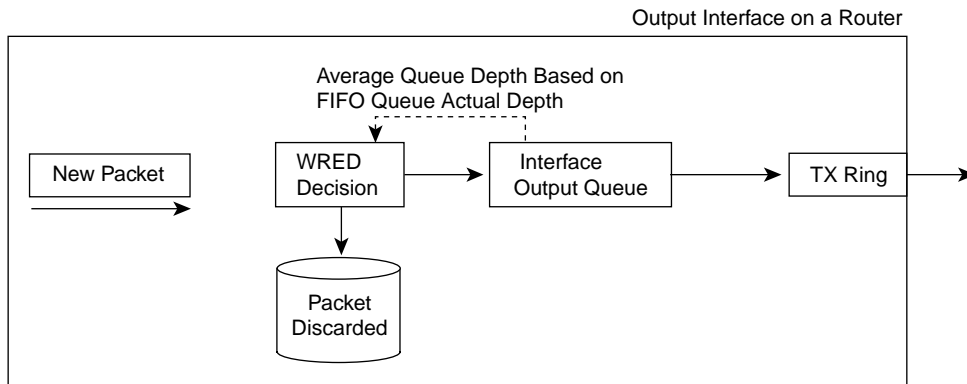 Output Interface on a Router
Average Queue Depth Based on
FIFO Queue Actual Depth
New Packet
WRED
Decision
Interface
Output Queue
TX Ring
Packet
Discarded